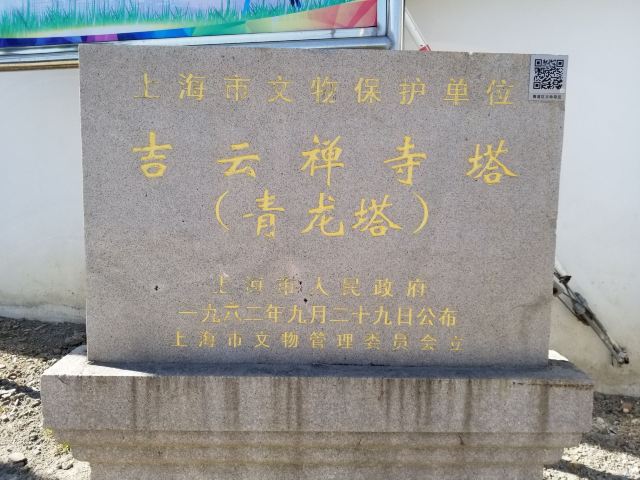 上海市文物保护单位
吉云禅寺塔
（青龙塔）
上海市人民政府
一九六二年九月二十九日公布
上海市文物管理委员会立